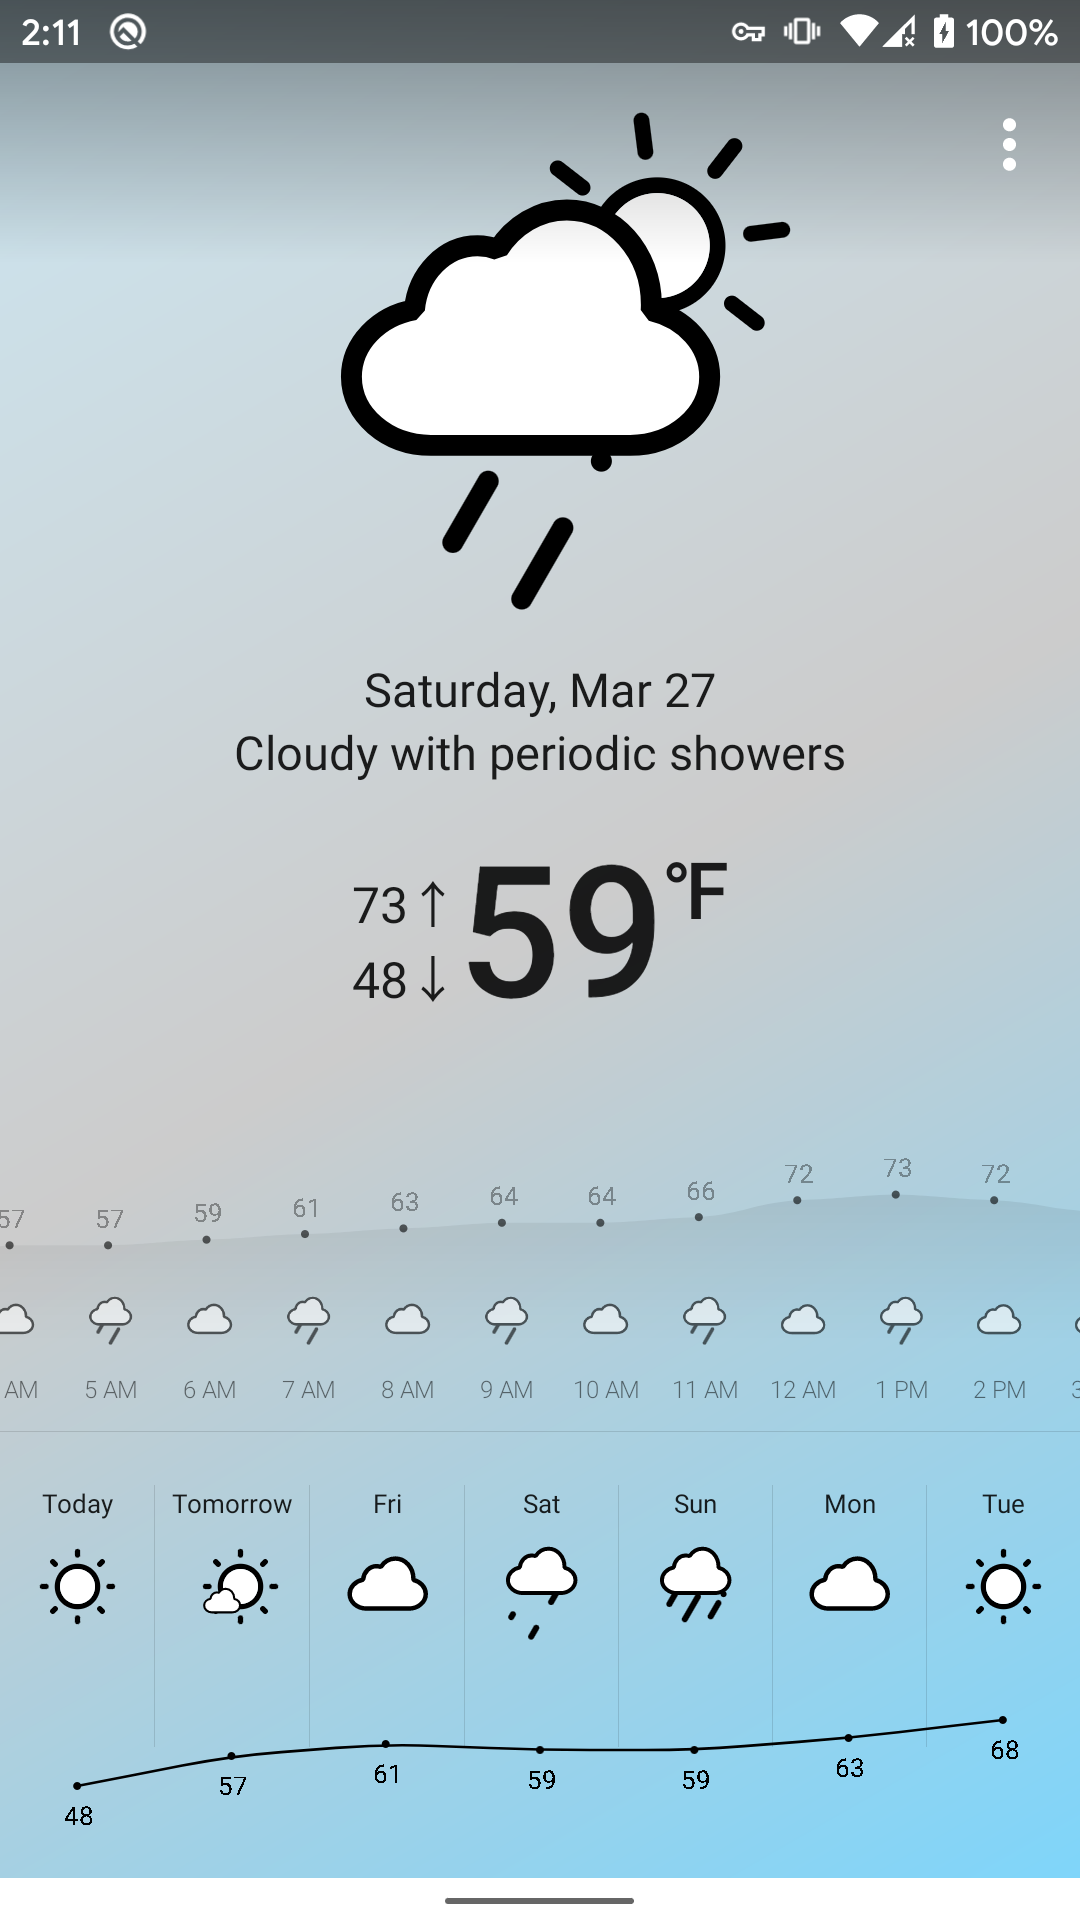 2:11 100%
Saturday, Mar 27
Cloudy with periodic showers
73↑ 59 °F
48↓
57 57 59 61 63 64 64 66 72 73 72
AM 5 AM 6 AM 7 AM 8 AM 9 AM 10 AM 11 AM 12 AM 1 PM 2 PM
Today Tomorrow Fri Sat Sun Mon Tue
48 57 61 59 59 63 68